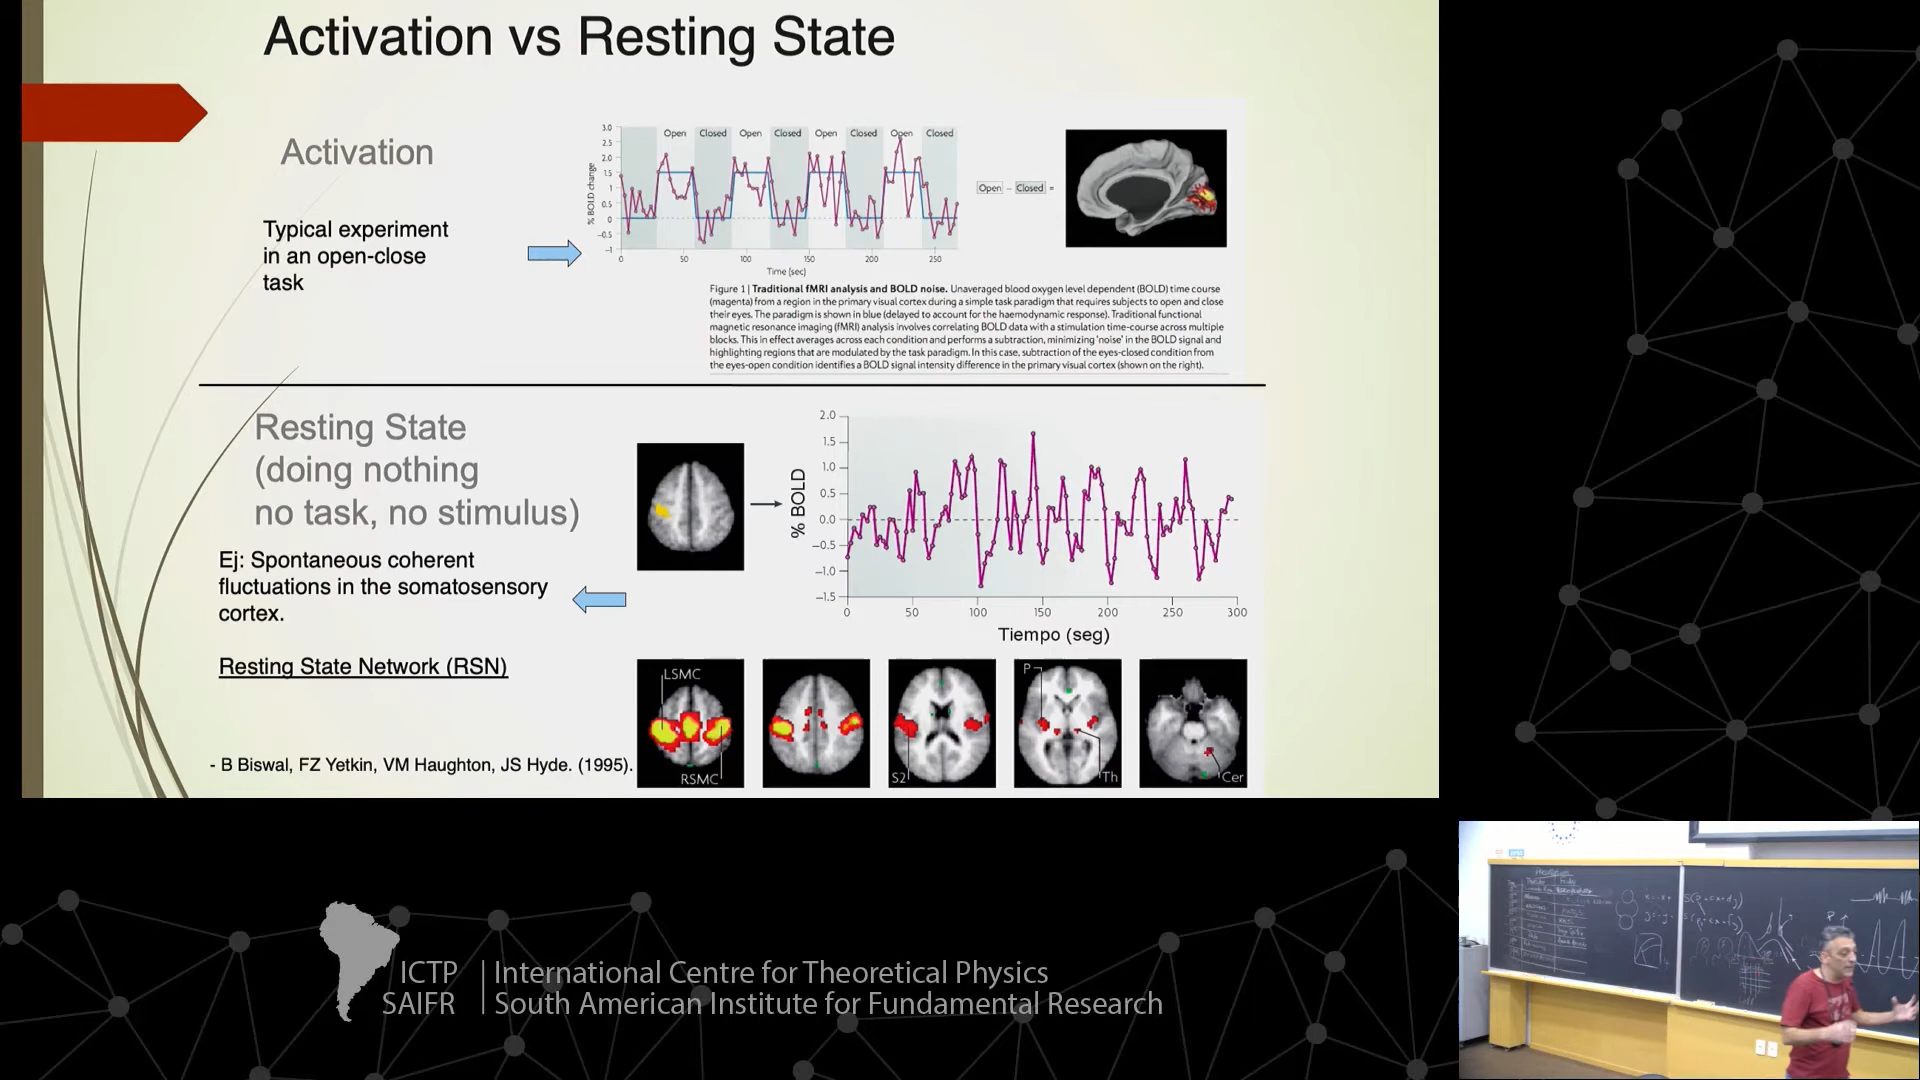 Activation vs Resting State
Activation
Typical experiment
in an open-close
task
3.0
2.5
2.0
1.5
1
0.5
0
−0.5
−1
% BOLD change
Open Closed Open Closed Open Closed Open Closed
0 50 100 150 200 250
Time (sec)
Open – Closed =
Figure 1 | Traditional fMRI analysis and BOLD noise. Unaveraged blood oxygen level dependent (BOLD) time course
(magenta) from a region in the primary visual cortex during a simple task paradigm that requires subjects to open and close
their eyes. The paradigm is shown in blue (delayed to account for the haemodynamic response). Traditional functional
magnetic resonance imaging (fMRI) analysis involves correlating BOLD data with a stimulation time-course across multiple
blocks. This in effect averages across each condition and performs a subtraction, minimizing 'noise' in the BOLD signal and
highlighting regions that are modulated by the task paradigm. In this case, subtraction of the eyes-closed condition from
the eyes-open condition identifies a BOLD signal intensity difference in the primary visual cortex (shown on the right).
Resting State
(doing nothing
no task, no stimulus)
Ej: Spontaneous coherent
fluctuations in the somatosensory
cortex.
Resting State Network (RSN)
- B Biswal, FZ Yetkin, VM Haughton, JS Hyde. (1995).
2.0
1.5
1.0
0.5
0.0
−0.5
−1.0
−1.5
% BOLD
0 50 100 150 200 250 300
Tiempo (seg)
LSMC
RSMC
S2
P
Th
Cer
ICTP
SAIFR
International Centre for Theoretical Physics
South American Institute for Fundamental Research